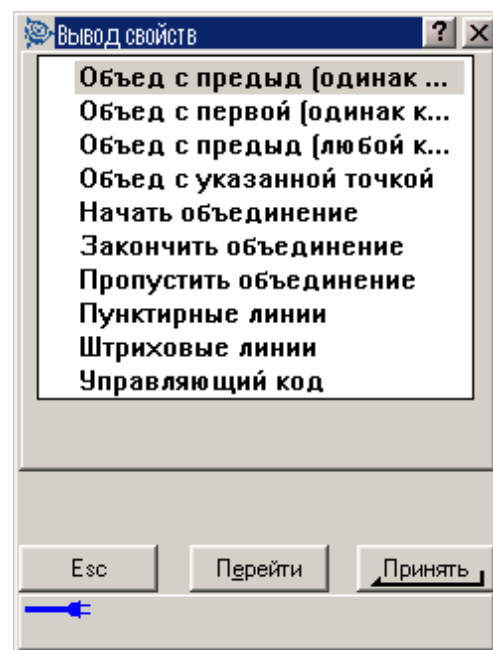 Вывод свойств ? X
Объед с предыд (одинак ...
Объед с первой (одинак к...
Объед с предыд (любой к...
Объед с указанной точкой
Начать объединение
Закончить объединение
Пропустить объединение
Пунктирные линии
Штриховые линии
Управляющий код
Esc Перейти Принять